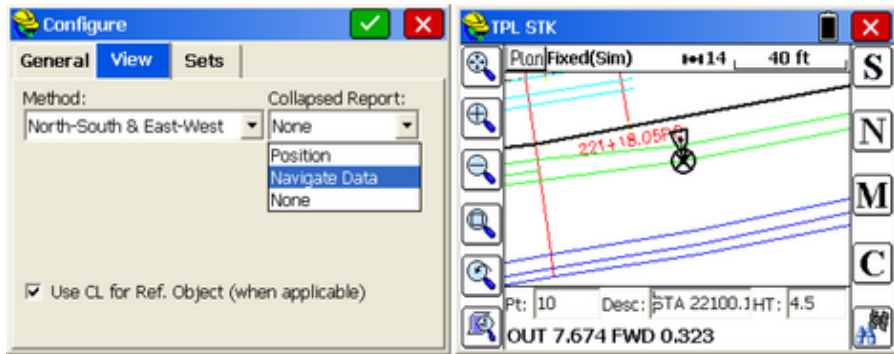 Configure
General View Sets
Method: Collapsed Report:
North-South & East-West None
Position
Navigate Data
None
Use CL for Ref. Object (when applicable)
TPL STK
Plan Fixed(Sim) 14 40 ft
S
221+18.05
N
M
C
Pt: 10 Desc: STA 22100.1 HT: 4.5
OUT 7.674 FWD 0.323